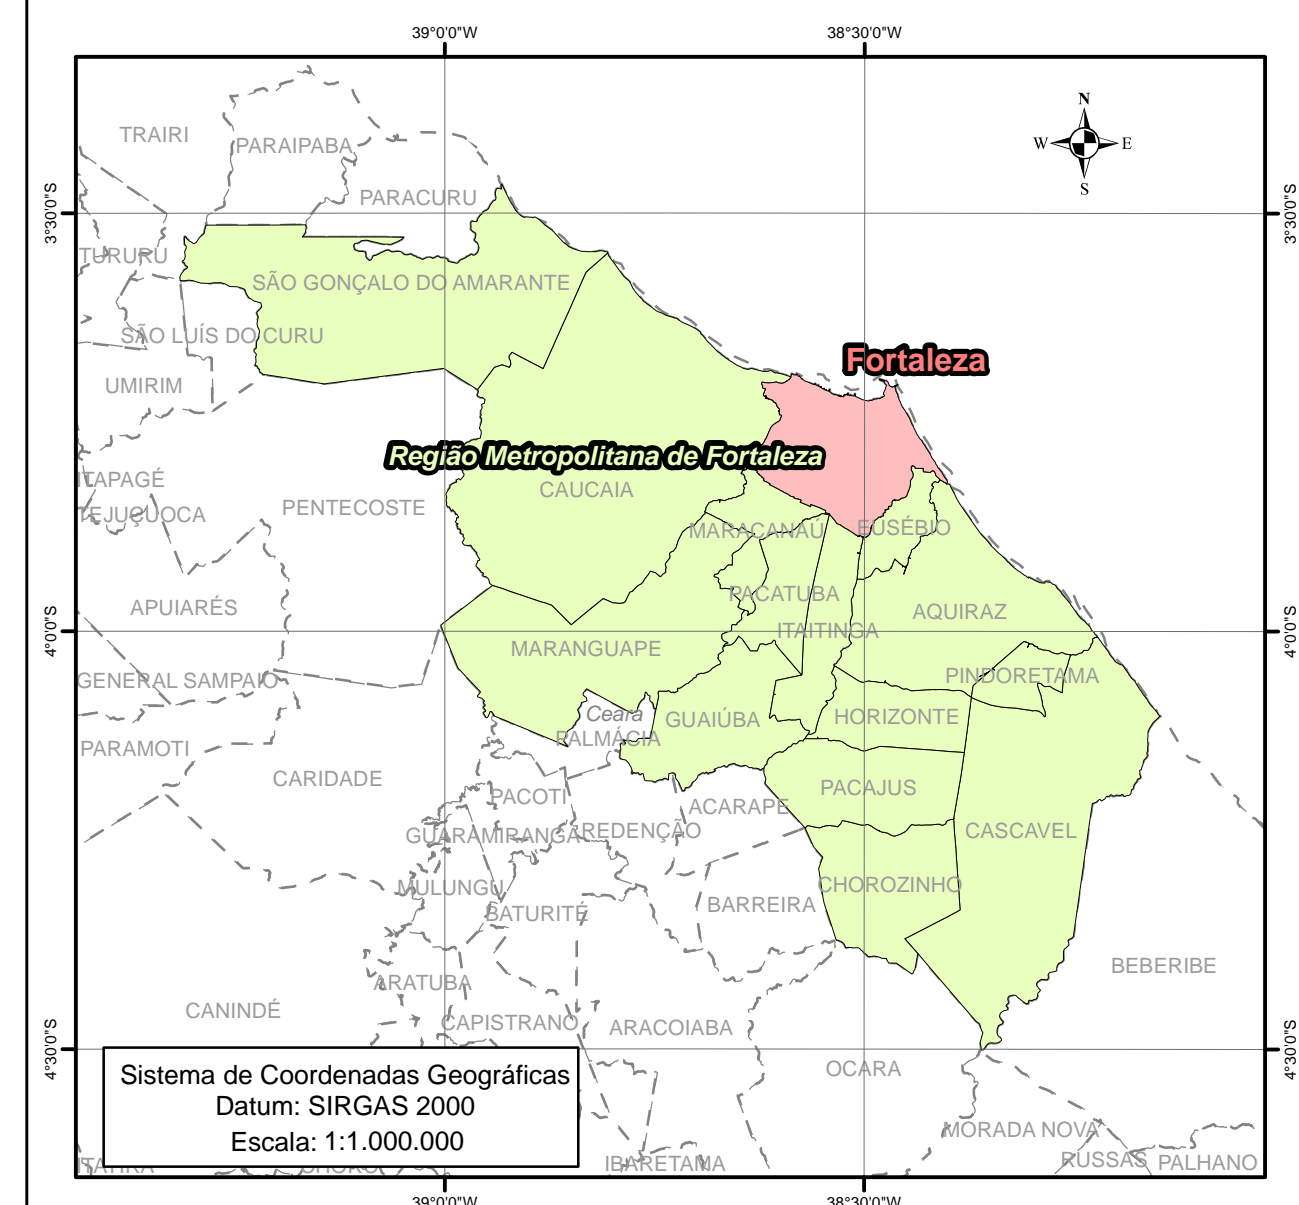 39°0'0"W
38°30'0"W
N
W
E
S
TRAIRI
PARAIPABA
PARACURU
3°30'0"S
3°30'0"S
TURURU
SÃO GONÇALO DO AMARANTE
SÃO LUÍS DO CURU
UMIRIM
Fortaleza
Região Metropolitana de Fortaleza
ITAPAGÉ
CAUCAIA
TEJUÇUOCA
PENTECOSTE
MARACANAÚ
EUSÉBIO
APUIARÉS
PACATUBA
AQUIRAZ
4°0'0"S
ITAITINGA
4°0'0"S
MARANGUAPE
GENERAL SAMPAIO
PINDORETAMA
Ceará
GUAIÚBA
HORIZONTE
PALMÁCIA
PARAMOTI
CARIDADE
PACOTI
ACARAPE
PACAJUS
GUARAMIRANGA
REDENÇÃO
CASCAVEL
MULUNGU
BATURITÉ
BARREIRA
CHOROZINHO
BEBERIBE
ARATUBA
CANINDÉ
CAPISTRANO
ARACOIABA
4°30'0"S
4°30'0"S
OCARA
Sistema de Coordenadas Geográficas
Datum: SIRGAS 2000
Escala: 1:1.000.000
MORADA NOVA
IBARETAMA
RUSSAS
PALHANO
39°0'0"W
38°30'0"W